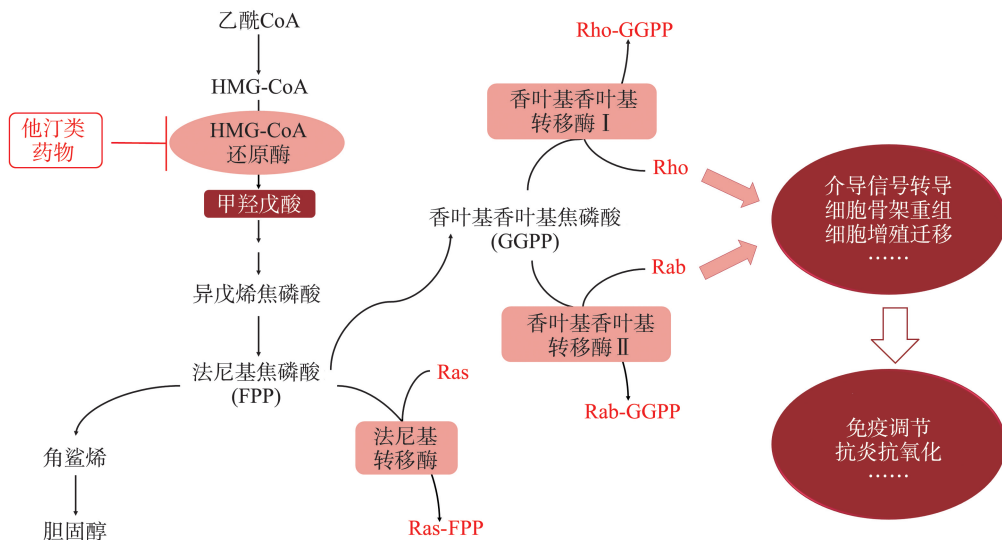 乙酰CoA
HMG-CoA
他汀类
药物
HMG-CoA
还原酶
甲羟戊酸
异戊烯焦磷酸
法尼基焦磷酸
(FPP)
角鲨烯
胆固醇
Ras
法尼基
转移酶
Ras-FPP
Rho-GGPP
香叶基香叶基
转移酶Ⅰ
Rho
香叶基香叶基焦磷酸
(GGPP)
Rab
香叶基香叶基
转移酶Ⅱ
Rab-GGPP
介导信号转导
细胞骨架重组
细胞增殖迁移
……
免疫调节
抗炎抗氧化
……